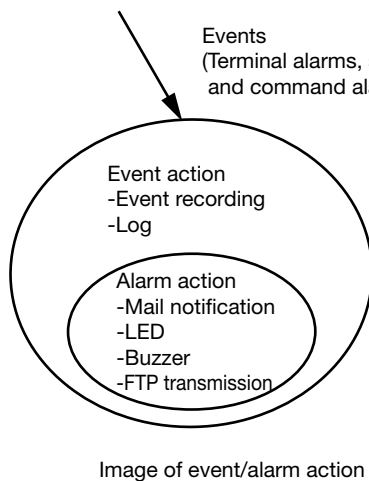 Events
(Terminal alarms,
and command
Event action
-Event recording
-Log
Alarm action
-Mail notification
-LED
-Buzzer
-FTP transmission
Image of event/alarm action